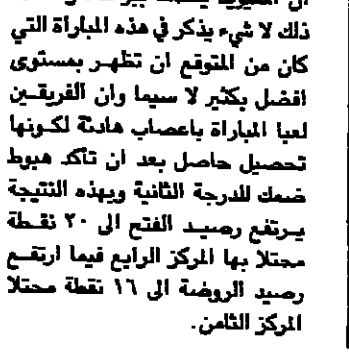 ذلك لا شيء يذكر في هذه المباراة التي
كان من المتوقع ان تظهر بمستوى
افضل بكثير لا سيما وان الفريقين
لعبا المباراة باعصاب هادئة لكونها
تحصيل حاصل بعد ان تأكد هبوط
ضمك للدرجة الثانية وبهذه النتيجة
يرتفع رصيد الفتح الى ٢٠ نقطة
محتلا بها المركز الرابع فيما ارتفع
رصيد الروضة الى ١٦ نقطة محتلا
المركز الثامن.